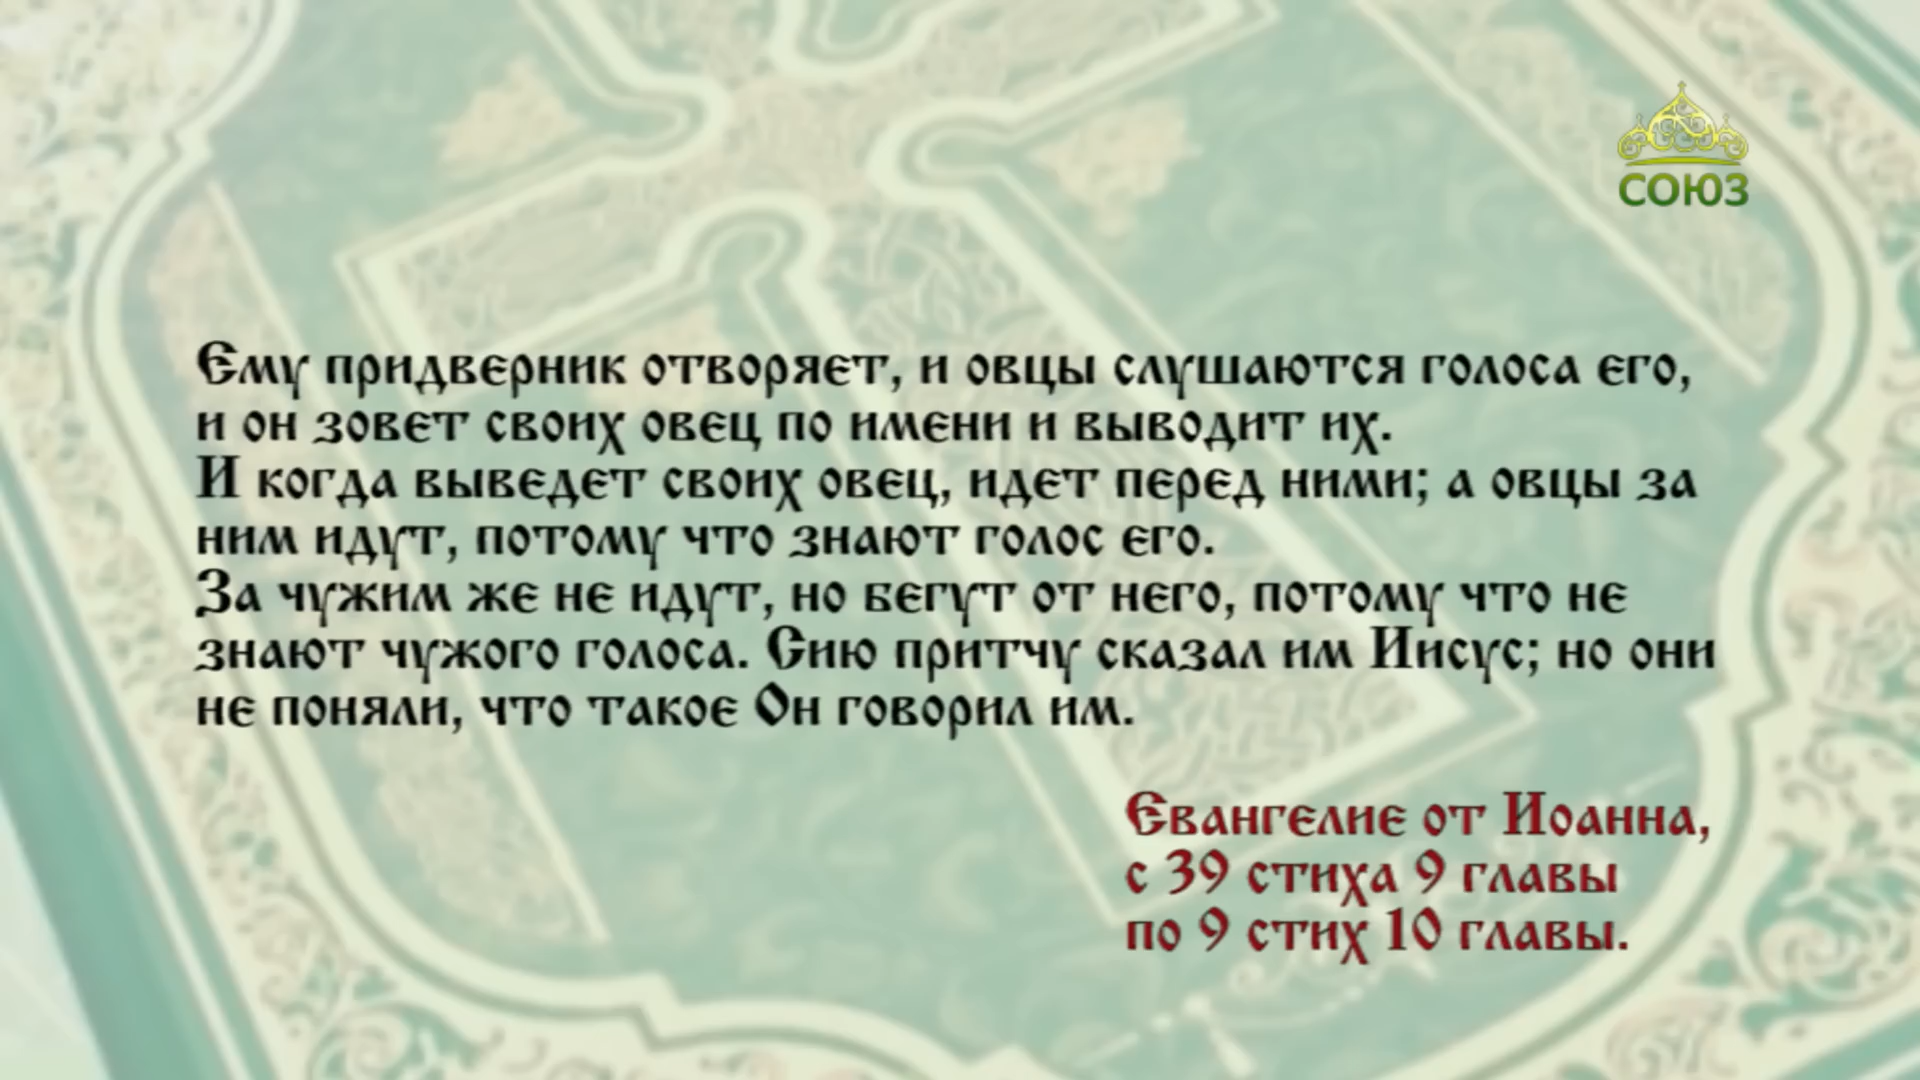 СОЮЗ
Ему придверник отворяет, и овцы слушаются голоса его,
и он зовет своих овец по имени и выводит их.
И когда выведет своих овец, идет перед ними; а овцы за
ним идут, потому что знают голос его.
За чужим же не идут, но бегут от него, потому что не
знают чужого голоса. Сию притчу сказал им Иисус; но они
не поняли, что такое Он говорил им.
Евангелие от Иоанна,
с 39 стиха 9 главы
по 9 стих 10 главы.